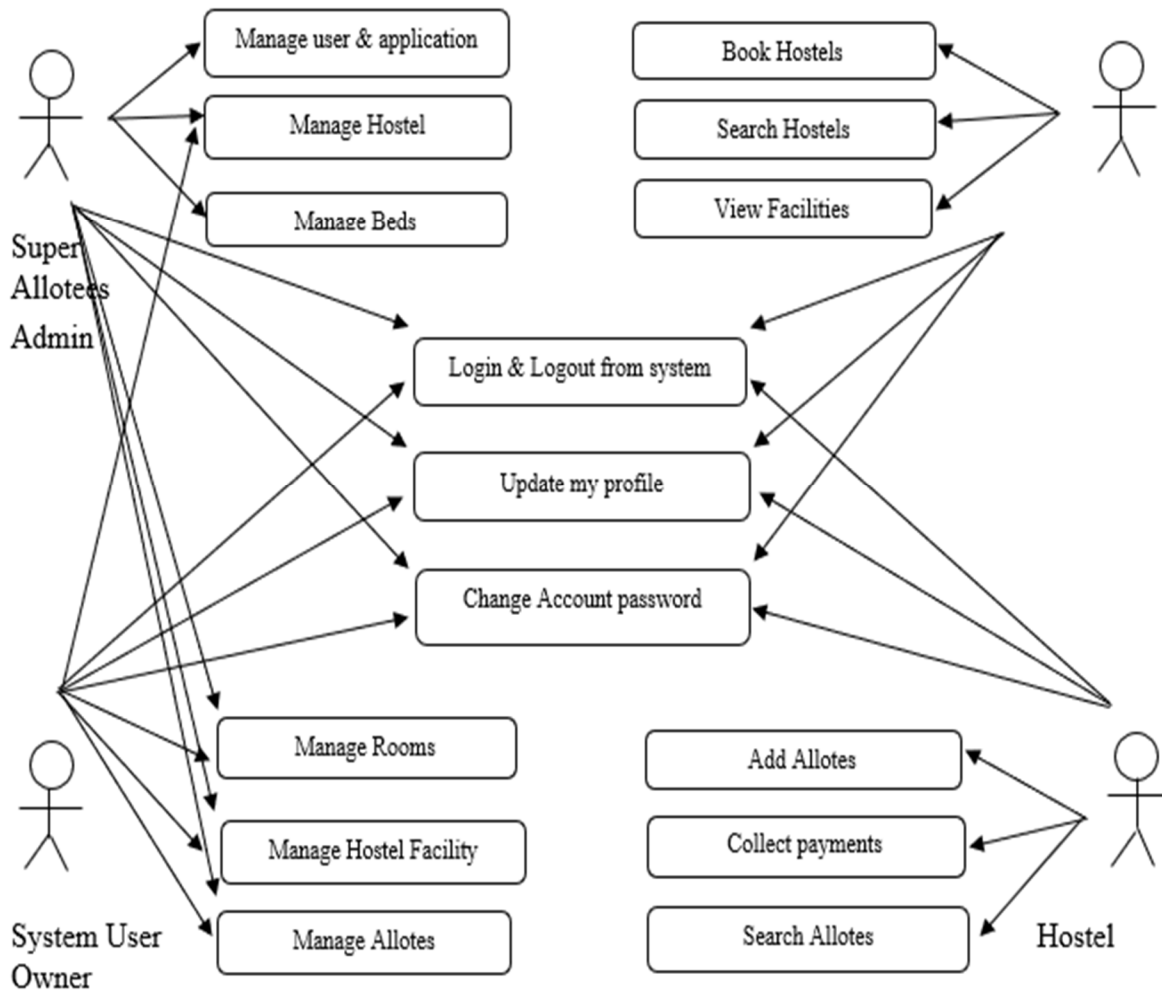 Manage user & application
Book Hostels
Manage Hostel
Search Hostels
Manage Beds
View Facilities
Super
Allotees
Admin
Login & Logout from system
Update my profile
Change Account password
Manage Rooms
Add Allotes
Manage Hostel Facility
Collect payments
Manage Allotes
Search Allotes
System User
Hostel
Owner